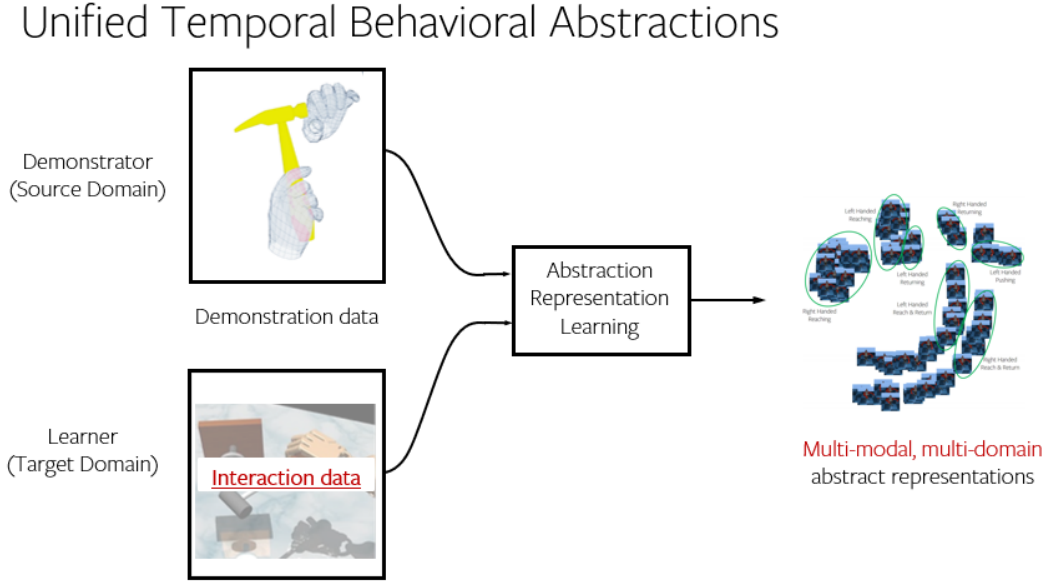 Unified Temporal Behavioral Abstractions
Demonstrator
(Source Domain)
Demonstration data
Learner
(Target Domain)
Interaction data
Abstraction
Representation
Learning
Left Handed
Reaching
Right Handed
Returning
Left Handed
Returning
Left Handed
Pushing
Right Handed
Reaching
Left Handed
Reach & Return
Right Handed
Reach & Return
Multi-modal, multi-domain
abstract representations